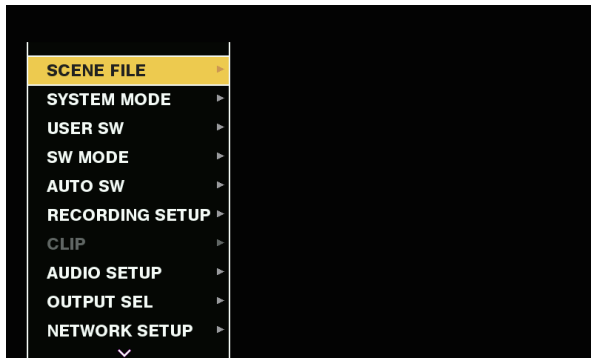 SCENE FILE
SYSTEM MODE
USER SW
SW MODE
AUTO SW
RECORDING SETUP
CLIP
AUDIO SETUP
OUTPUT SEL
NETWORK SETUP